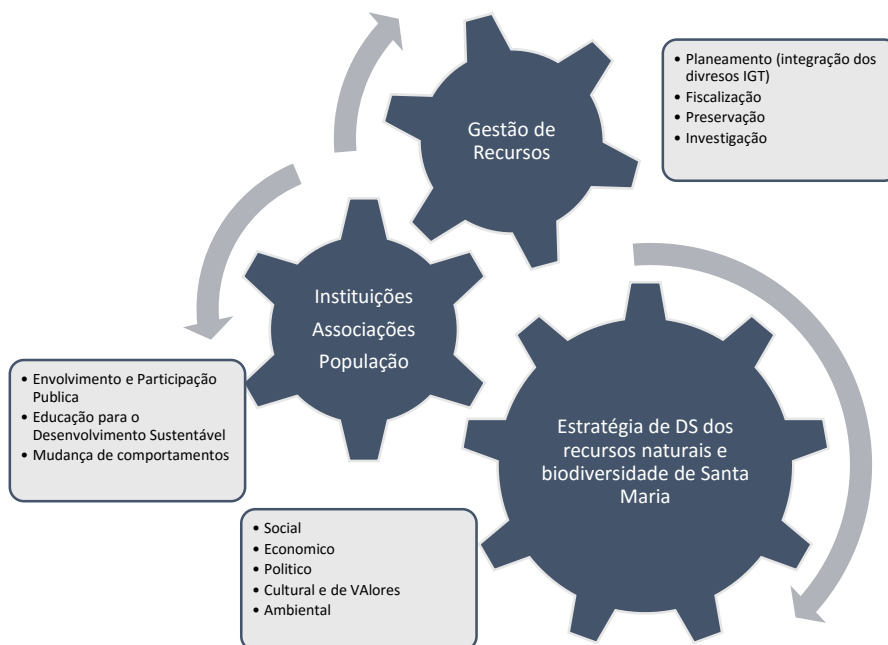 Gestão de
Recursos
• Planeamento (integração dos
divresos IGT)
• Fiscalização
• Preservação
• Investigação
Instituições
Associações
População
• Envolvimento e Participação
Publica
• Educação para o
Desenvolvimento Sustentável
• Mudança de comportamentos
Estratégia de DS dos
recursos naturais e
biodiversidade de Santa
Maria
• Social
• Economico
• Politico
• Cultural e de VAlores
• Ambiental